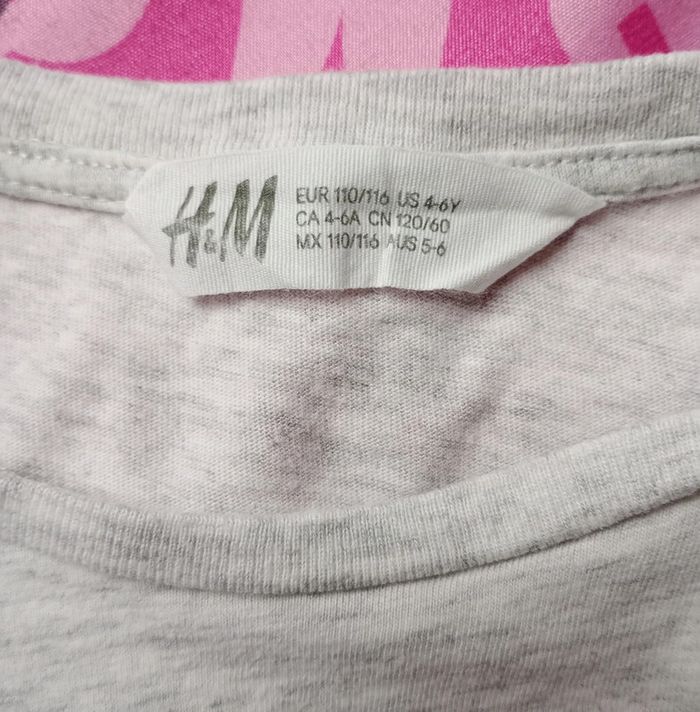 H&M
EUR 110/116 US 4-6Y
CA 4-6A CN 120/60
MX 110/116 AUS 5-6